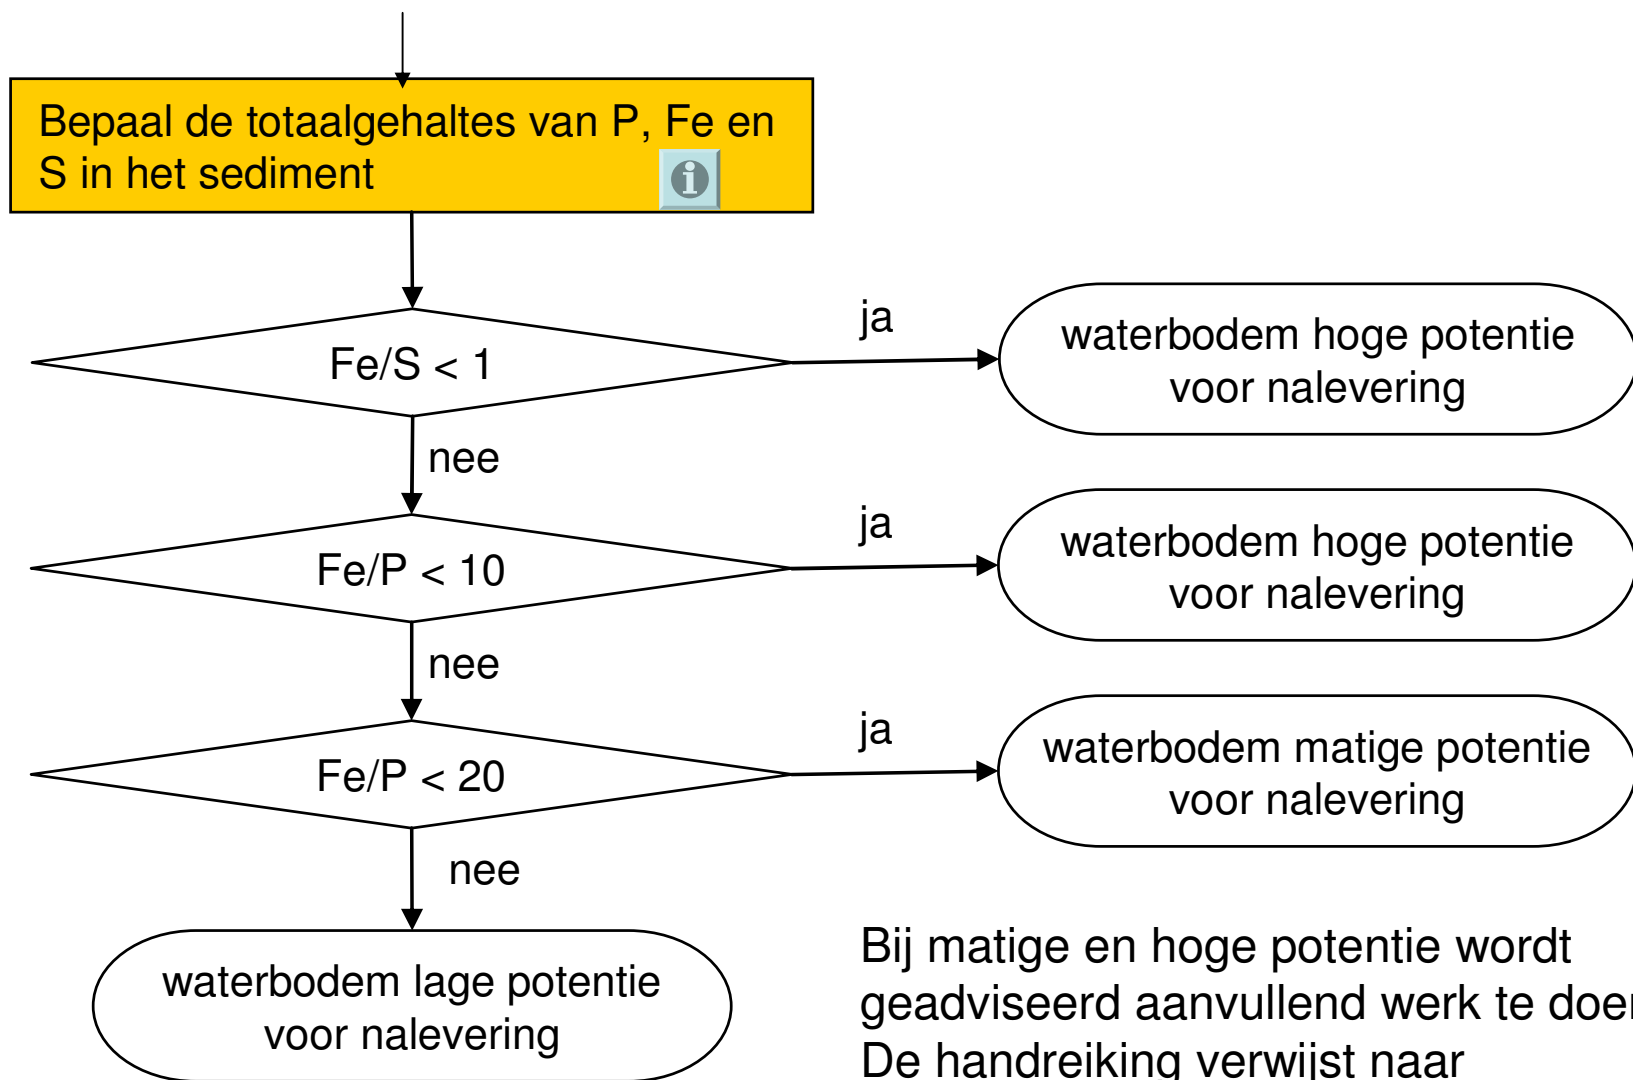 Bepaal de totaalgehaltes van P, Fe en
S in het sediment
Fe/S < 1
ja
waterbodem hoge potentie
voor nalevering
nee
Fe/P < 10
ja
waterbodem hoge potentie
voor nalevering
nee
Fe/P < 20
ja
waterbodem matige potentie
voor nalevering
nee
waterbodem lage potentie
voor nalevering
Bij matige en hoge potentie wordt
geadviseerd aanvullend werk te doen
De handreiking verwijst naar